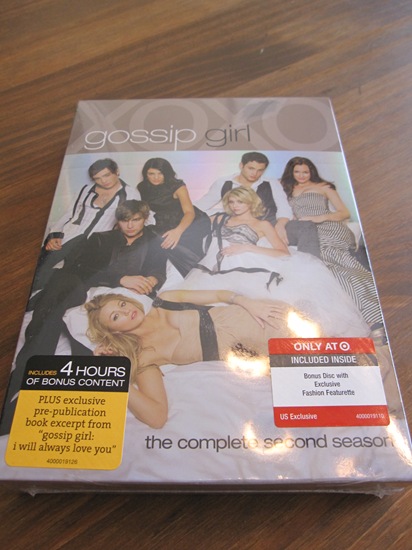 XOXO
gossip girl
INCLUDES 4 HOURS
OF BONUS CONTENT
PLUS exclusive
pre-publication
book excerpt from
"gossip girl:
i will always love you"
4000019126
ONLY AT
INCLUDED INSIDE
Bonus Disc with
Exclusive
Fashion Featurette
US Exclusive 4000019110
the complete second season